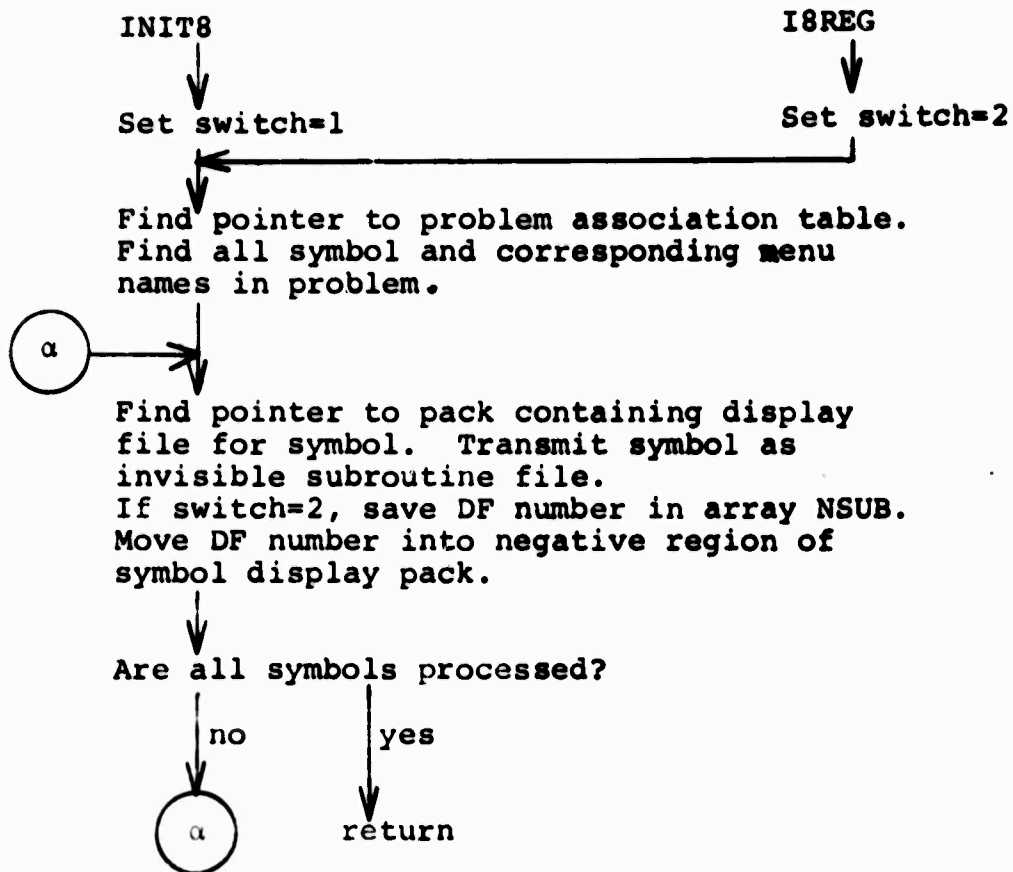 INIT8
I8REG
Set switch=1
Set switch=2
Find pointer to problem association table.
Find all symbol and corresponding menu
names in problem.
α
Find pointer to pack containing display
file for symbol. Transmit symbol as
invisible subroutine file.
If switch=2, save DF number in array NSUB.
Move DF number into negative region of
symbol display pack.
Are all symbols processed?
no
yes
α
return